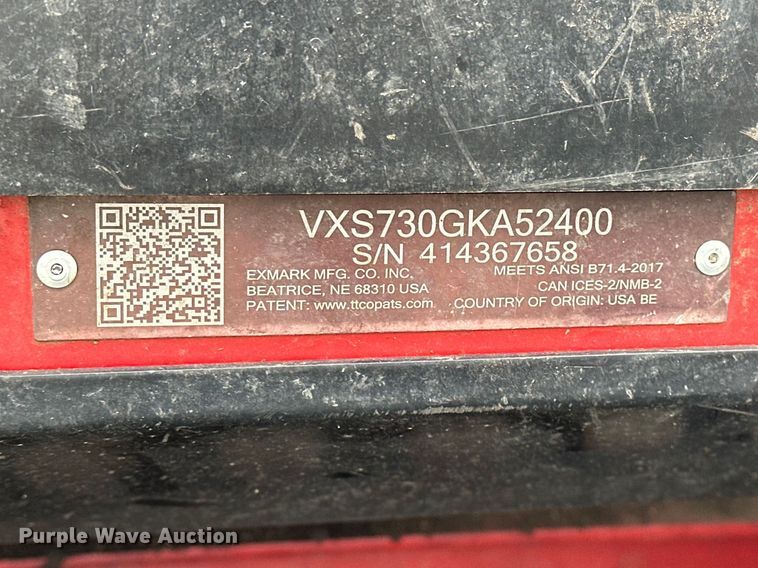 VXS730GKA52400
S/N 414367658
EXMARK MFG. CO. INC. MEETS ANSI B71.4-2017
BEATRICE, NE 68310 USA CAN ICES-2/NMB-2
PATENT: www.ttcopats.com COUNTRY OF ORIGIN: USA BE
Purple Wave Auction